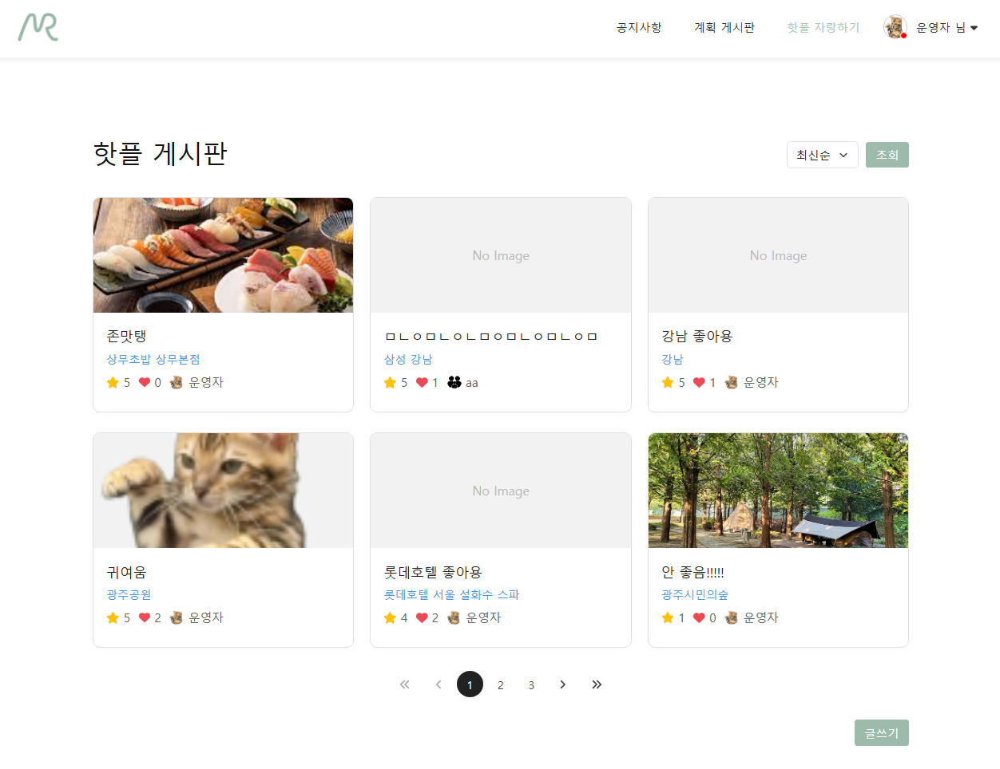 공지사항 계획 게시판 핫플 자랑하기 운영자 님
핫플 게시판
최신순 조회
No Image
No Image
존맛탱
상무초밥 상무본점
5 0 운영자
ㅁㄴㅇㅁㄴㅇㄴㅁㅇㅁㄴㅇㅁㄴㅇㅁ
삼성 강남
5 1 aa
강남 좋아용
강남
5 1 운영자
No Image
귀여움
광주공원
5 2 운영자
롯데호텔 좋아용
롯데호텔 서울 설화수 스파
4 2 운영자
안 좋음!!!!!
광주시민의숲
1 0 운영자
1 2 3
글쓰기